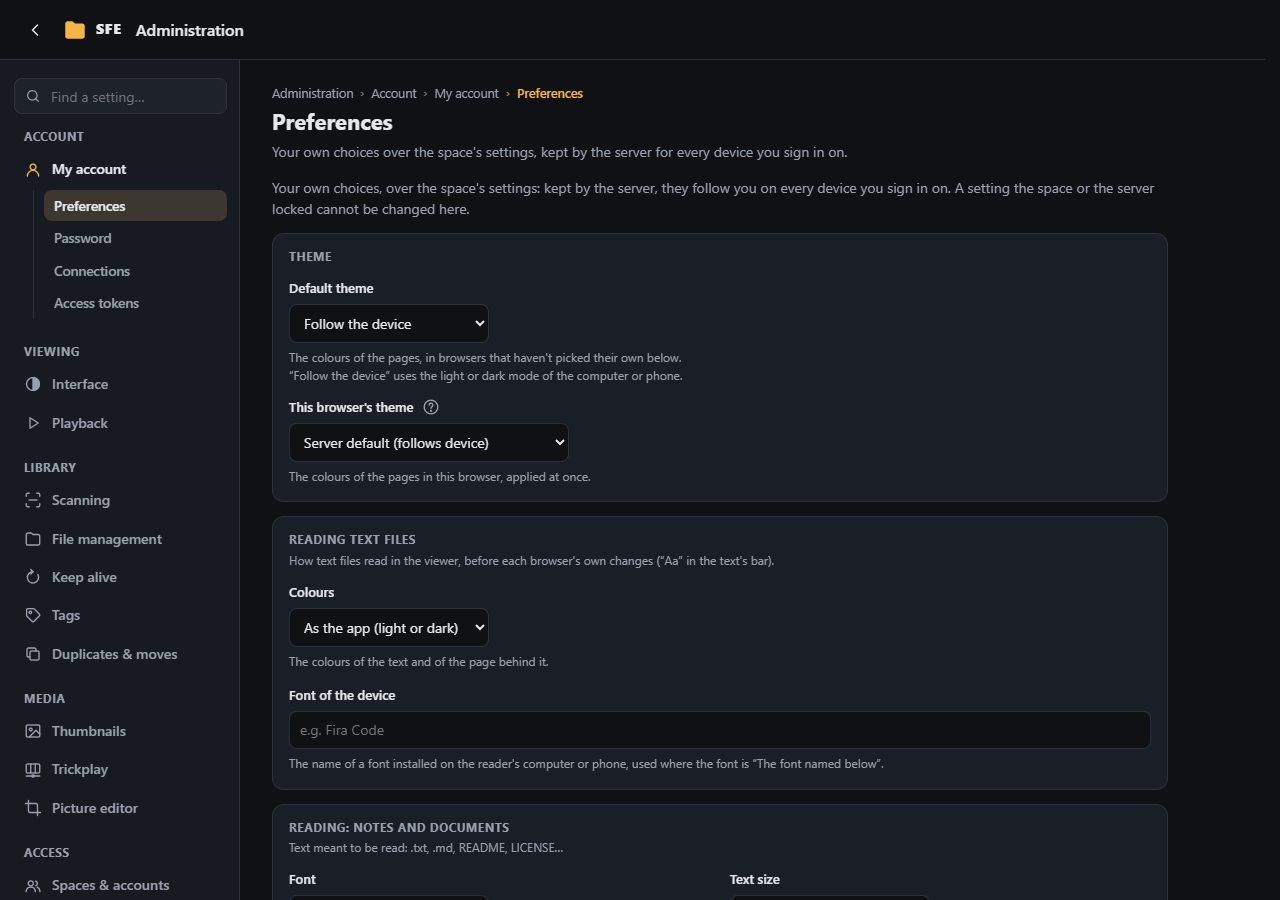 SFE Administration
Find a setting...
ACCOUNT
My account
Preferences
Password
Connections
Access tokens
VIEWING
Interface
Playback
LIBRARY
Scanning
File management
Keep alive
Tags
Duplicates & moves
MEDIA
Thumbnails
Trickplay
Picture editor
ACCESS
Spaces & accounts
Administration › Account › My account › Preferences
Preferences
Your own choices over the space's settings, kept by the server for every device you sign in on.
Your own choices, over the space's settings: kept by the server, they follow you on every device you sign in on. A setting the space or the server
locked cannot be changed here.
THEME
Default theme
Follow the device
The colours of the pages, in browsers that haven't picked their own below.
“Follow the device” uses the light or dark mode of the computer or phone.
This browser's theme ?
Server default (follows device)
The colours of the pages in this browser, applied at once.
READING TEXT FILES
How text files read in the viewer, before each browser's own changes (“Aa” in the text's bar).
Colours
As the app (light or dark)
The colours of the text and of the page behind it.
Font of the device
e.g. Fira Code
The name of a font installed on the reader's computer or phone, used where the font is “The font named below”.
READING: NOTES AND DOCUMENTS
Text meant to be read: .txt, .md, README, LICENSE...
Font Text size